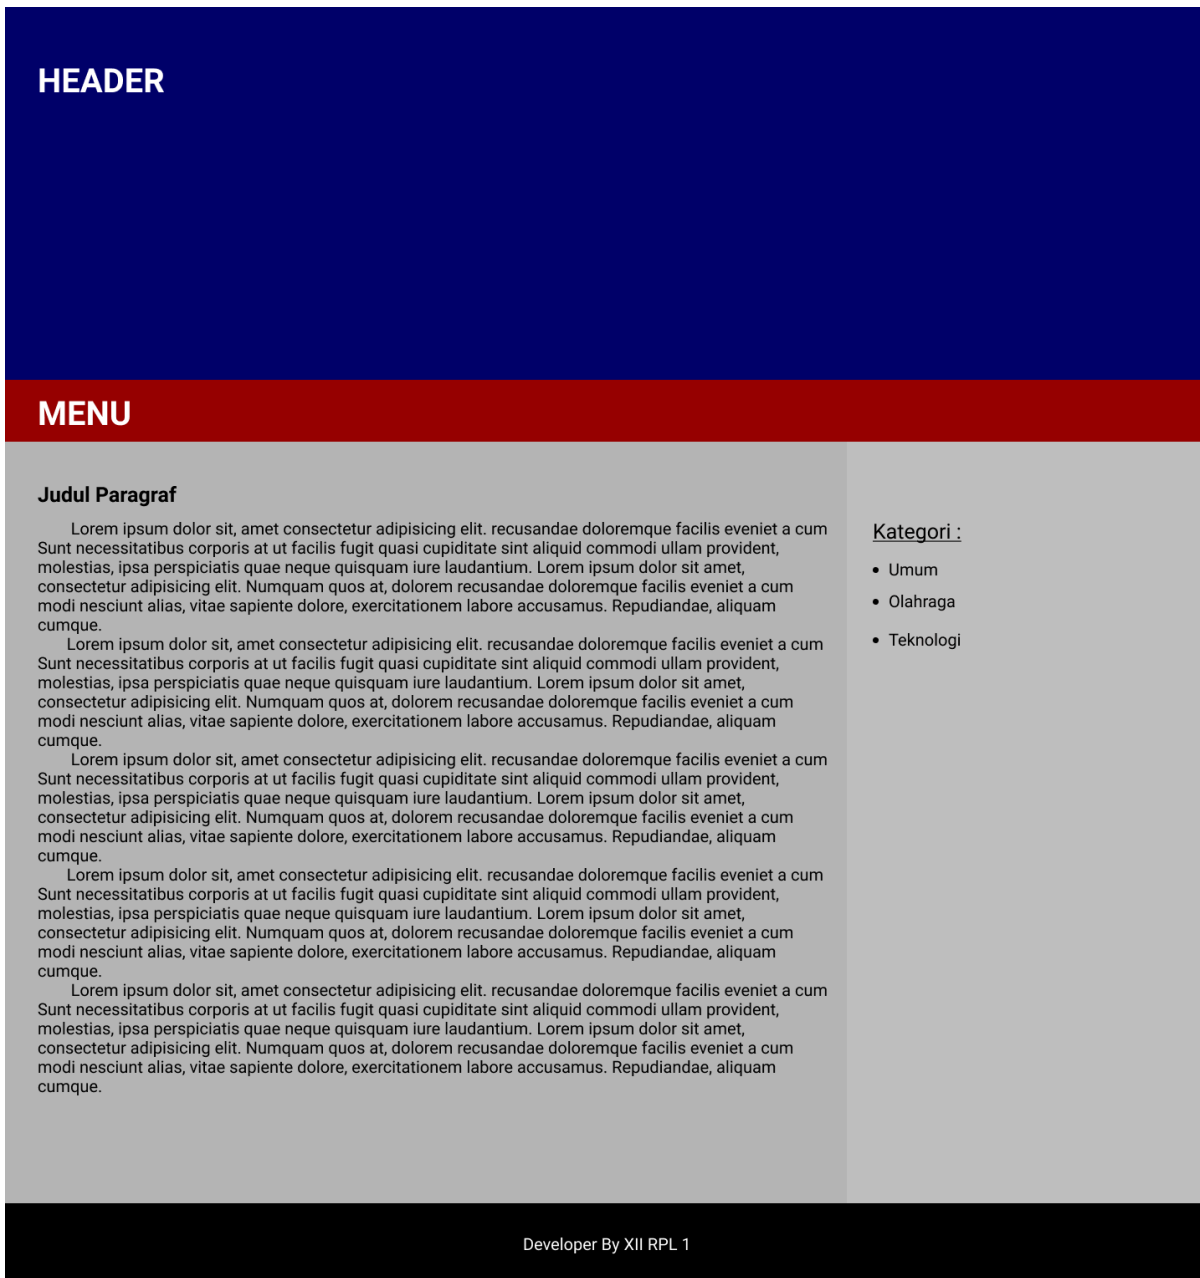 HEADER
MENU
Judul Paragraf
Lorem ipsum dolor sit, amet consectetur adipisicing elit. recusandae doloremque facilis eveniet a cum
Sunt necessitatibus corporis at ut facilis fugit quasi cupiditate sint aliquid commodi ullam provident,
molestias, ipsa perspiciatis quae neque quisquam iure laudantium. Lorem ipsum dolor sit amet,
consectetur adipisicing elit. Numquam quos at, dolorem recusandae doloremque facilis eveniet a cum
modi nesciunt alias, vitae sapiente dolore, exercitationem labore accusamus. Repudiandae, aliquam
cumque.
Lorem ipsum dolor sit, amet consectetur adipisicing elit. recusandae doloremque facilis eveniet a cum
Sunt necessitatibus corporis at ut facilis fugit quasi cupiditate sint aliquid commodi ullam provident,
molestias, ipsa perspiciatis quae neque quisquam iure laudantium. Lorem ipsum dolor sit amet,
consectetur adipisicing elit. Numquam quos at, dolorem recusandae doloremque facilis eveniet a cum
modi nesciunt alias, vitae sapiente dolore, exercitationem labore accusamus. Repudiandae, aliquam
cumque.
Lorem ipsum dolor sit, amet consectetur adipisicing elit. recusandae doloremque facilis eveniet a cum
Sunt necessitatibus corporis at ut facilis fugit quasi cupiditate sint aliquid commodi ullam provident,
molestias, ipsa perspiciatis quae neque quisquam iure laudantium. Lorem ipsum dolor sit amet,
consectetur adipisicing elit. Numquam quos at, dolorem recusandae doloremque facilis eveniet a cum
modi nesciunt alias, vitae sapiente dolore, exercitationem labore accusamus. Repudiandae, aliquam
cumque.
Lorem ipsum dolor sit, amet consectetur adipisicing elit. recusandae doloremque facilis eveniet a cum
Sunt necessitatibus corporis at ut facilis fugit quasi cupiditate sint aliquid commodi ullam provident,
molestias, ipsa perspiciatis quae neque quisquam iure laudantium. Lorem ipsum dolor sit amet,
consectetur adipisicing elit. Numquam quos at, dolorem recusandae doloremque facilis eveniet a cum
modi nesciunt alias, vitae sapiente dolore, exercitationem labore accusamus. Repudiandae, aliquam
cumque.
Lorem ipsum dolor sit, amet consectetur adipisicing elit. recusandae doloremque facilis eveniet a cum
Sunt necessitatibus corporis at ut facilis fugit quasi cupiditate sint aliquid commodi ullam provident,
molestias, ipsa perspiciatis quae neque quisquam iure laudantium. Lorem ipsum dolor sit amet,
consectetur adipisicing elit. Numquam quos at, dolorem recusandae doloremque facilis eveniet a cum
modi nesciunt alias, vitae sapiente dolore, exercitationem labore accusamus. Repudiandae, aliquam
cumque.
Kategori :
• Umum
• Olahraga
• Teknologi
Developer By XII RPL 1